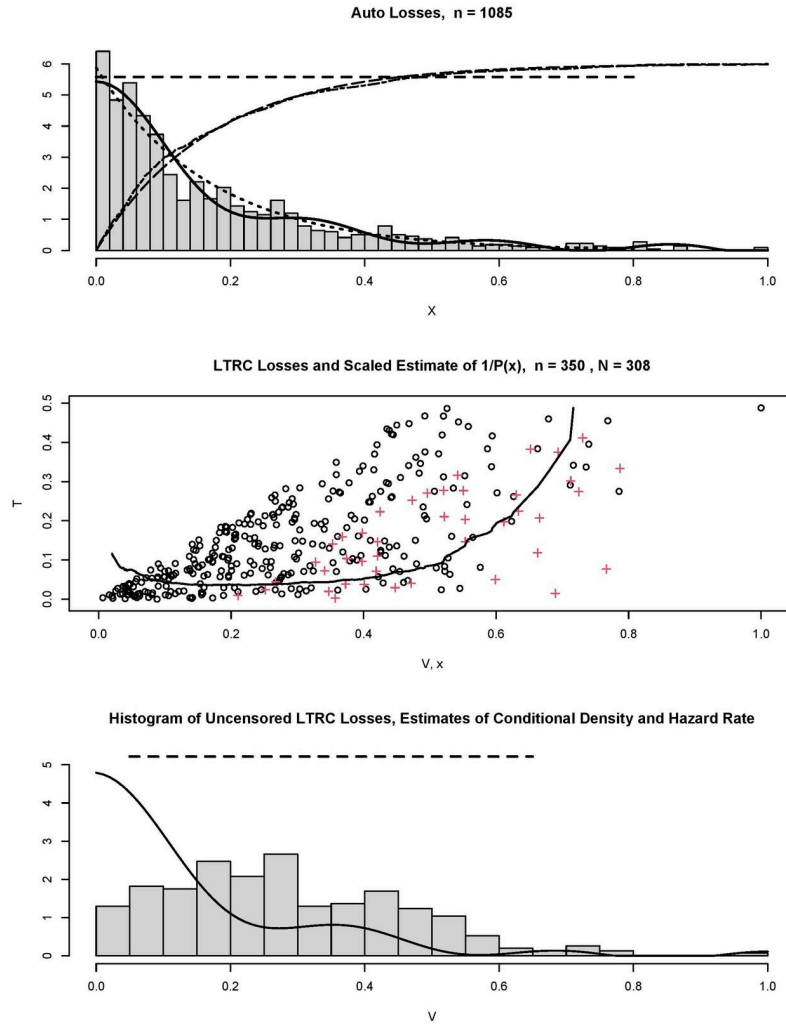 Auto Losses, n = 1085
6
5
4
3
2
1
0
0.0 0.2 0.4 0.6 0.8 1.0
X
LTRC Losses and Scaled Estimate of 1/P(x), n = 350 , N = 308
0.5
0.4
0.3
0.2
0.1
0.0
T
0.0 0.2 0.4 0.6 0.8 1.0
V, x
Histogram of Uncensored LTRC Losses, Estimates of Conditional Density and Hazard Rate
5
4
3
2
1
0
0.0 0.2 0.4 0.6 0.8 1.0
V